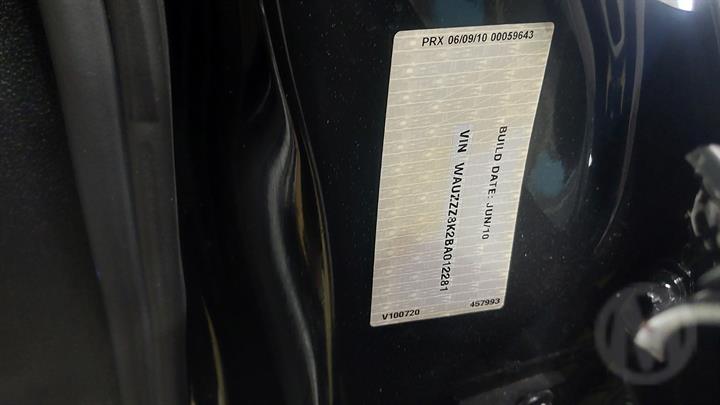 PRX 06/09/10 00059643
BUILD DATE: JUN/10
VIN WAUZZZ8K2BA012281
V100720
457993